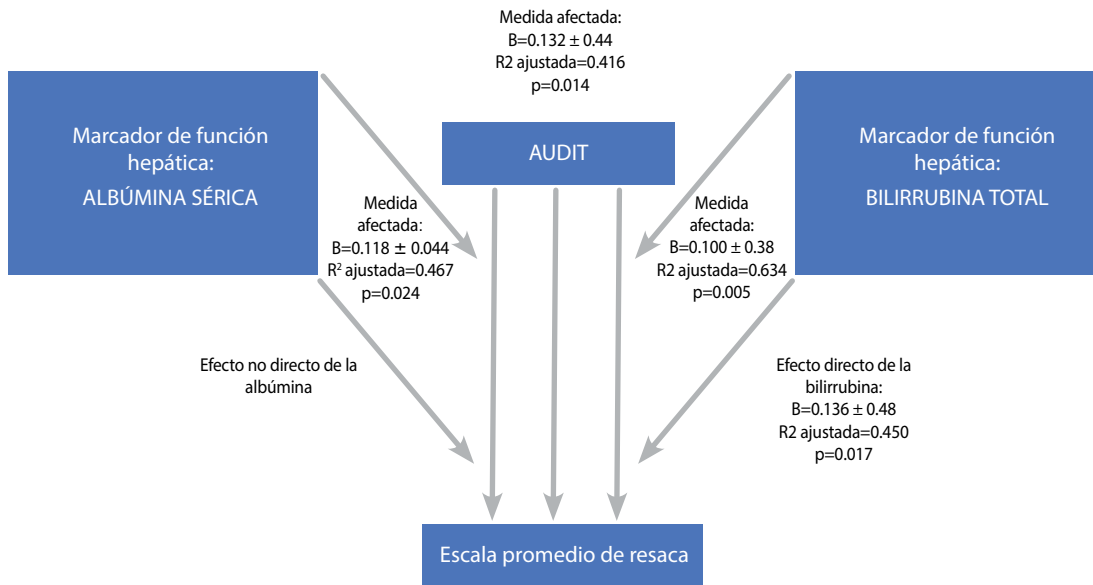 Medida afectada:
B=0.132 ± 0.44
R2 ajustada=0.416
p=0.014
Marcador de función
hepática:
ALBÚMINA SÉRICA
AUDIT
Marcador de función
hepática:
BILIRRUBINA TOTAL
Medida
afectada:
B=0.118 ± 0.044
R² ajustada=0.467
p=0.024
Medida
afectada:
B=0.100 ± 0.38
R2 ajustada=0.634
p=0.005
Efecto no directo de la
albúmina
Efecto directo de la
bilirrubina:
B=0.136 ± 0.48
R2 ajustada=0.450
p=0.017
Escala promedio de resaca